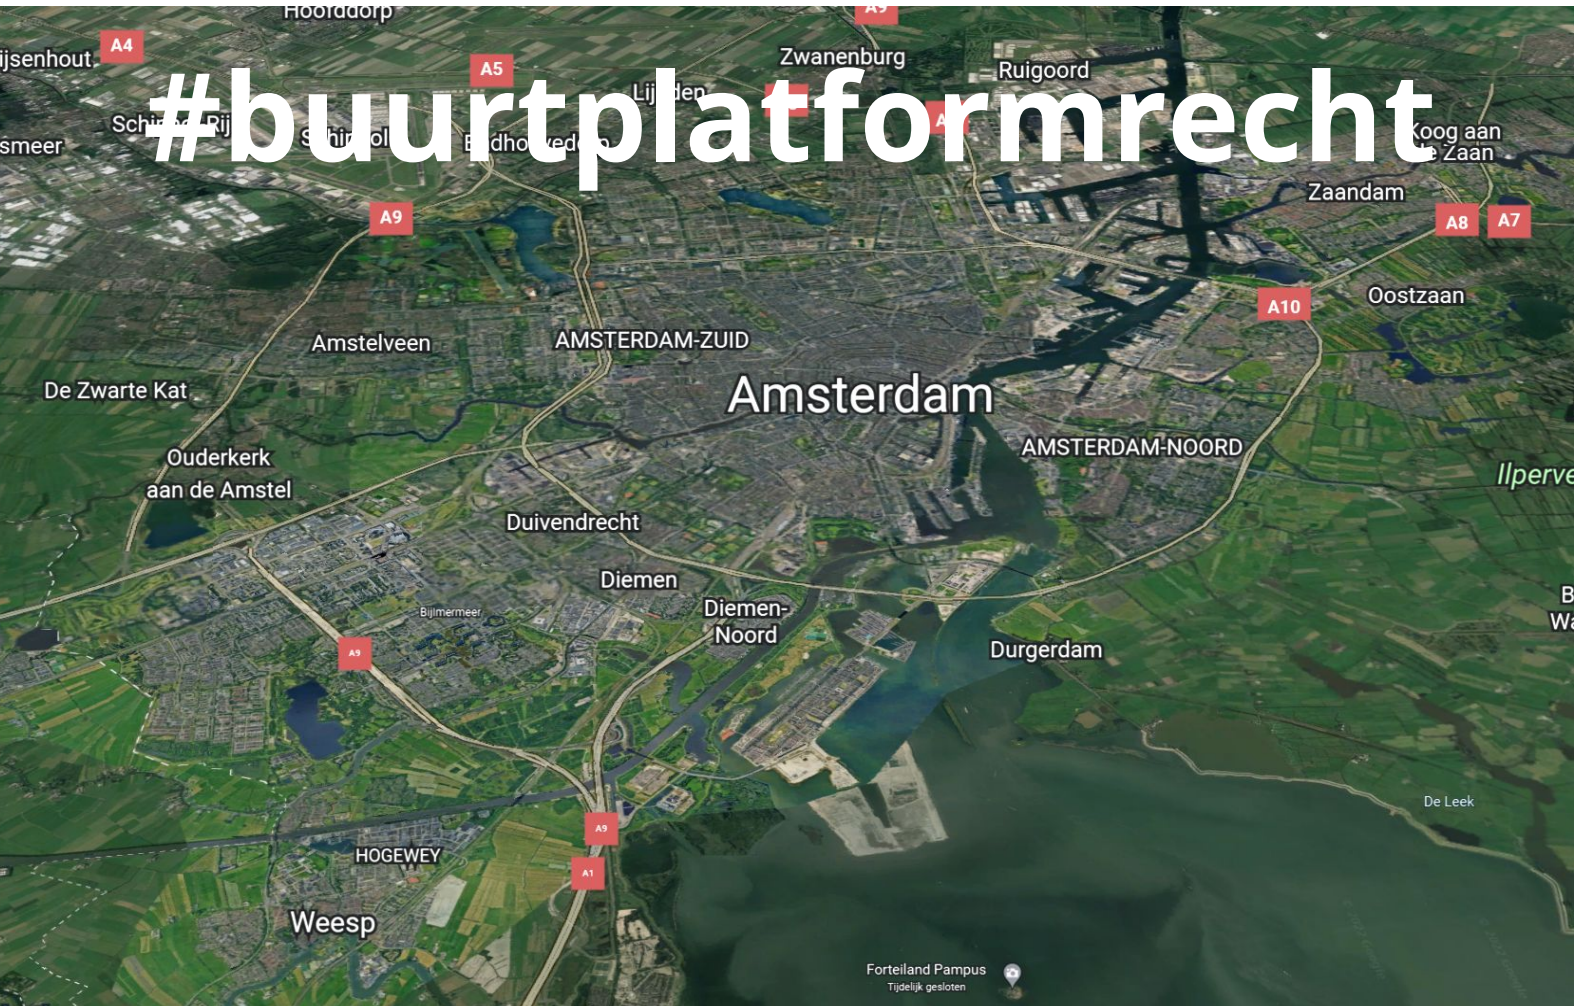 Hoofddorp
A9
A4
ijsenhout
A5
Zwanenburg
Ruigoord
#buurtplatformrecht
smeer
Koog aan
de Zaan
Zaandam
A9
A8
A7
Oostzaan
A10
Amstelveen
AMSTERDAM-ZUID
De Zwarte Kat
Amsterdam
AMSTERDAM-NOORD
Ouderkerk
aan de Amstel
Ilperve
Duivendrecht
Diemen
Diemen-
Noord
Bijlmermeer
B
Wa
A9
Durgerdam
De Leek
A9
HOGEWEY
A1
Weesp
Forteiland Pampus
Tijdelijk gesloten